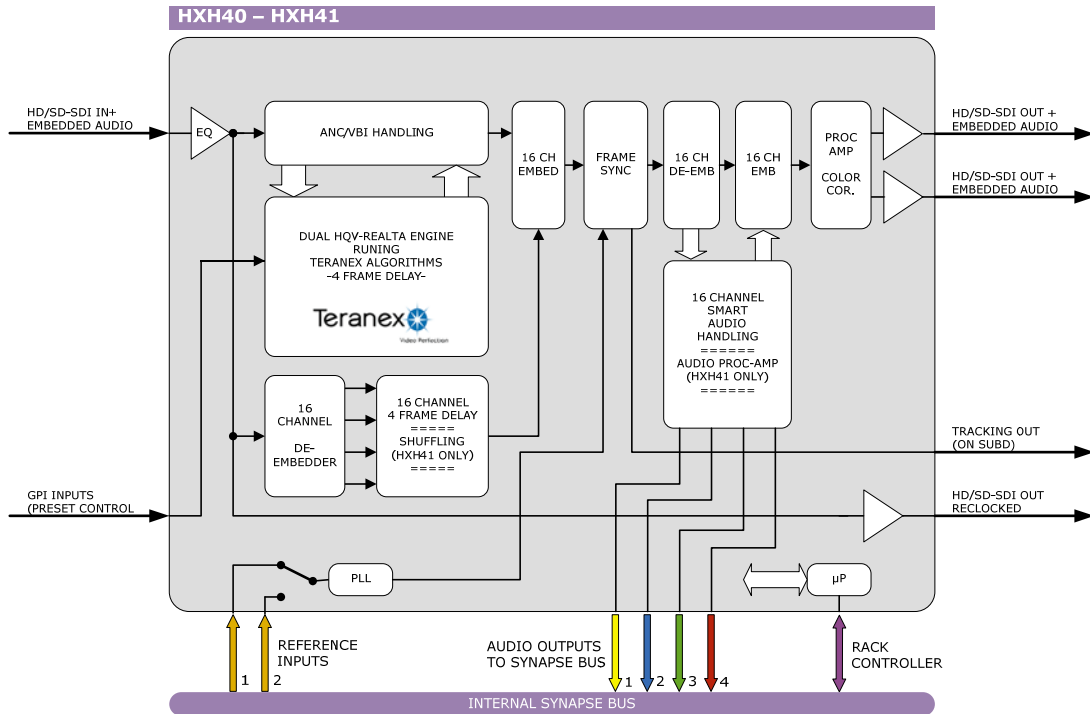 HXH40 – HXH41
HD/SD-SDI IN+
EMBEDDED AUDIO
EQ
ANC/VBI HANDLING
16 CH
EMBED
FRAME
SYNC
16 CH
DE-EMB
16 CH
EMB
PROC
AMP
COLOR
COR.
HD/SD-SDI OUT +
EMBEDDED AUDIO
HD/SD-SDI OUT +
EMBEDDED AUDIO
DUAL HQV-REALTA ENGINE
RUNING
TERANEX ALGORITHMS
-4 FRAME DELAY-
Teranex
Video Perfection
16 CHANNEL
SMART
AUDIO
HANDLING
======
AUDIO PROC-AMP
(HXH41 ONLY)
======
16
CHANNEL
DE-
EMBEDDER
16 CHANNEL
4 FRAME DELAY
=====
SHUFFLING
(HXH41 ONLY)
=====
TRACKING OUT
(ON SUBD)
GPI INPUTS
(PRESET CONTROL
HD/SD-SDI OUT
RECLOCKED
PLL
µP
REFERENCE
INPUTS
1
2
AUDIO OUTPUTS
TO SYNAPSE BUS
1
2
3
4
RACK
CONTROLLER
INTERNAL SYNAPSE BUS